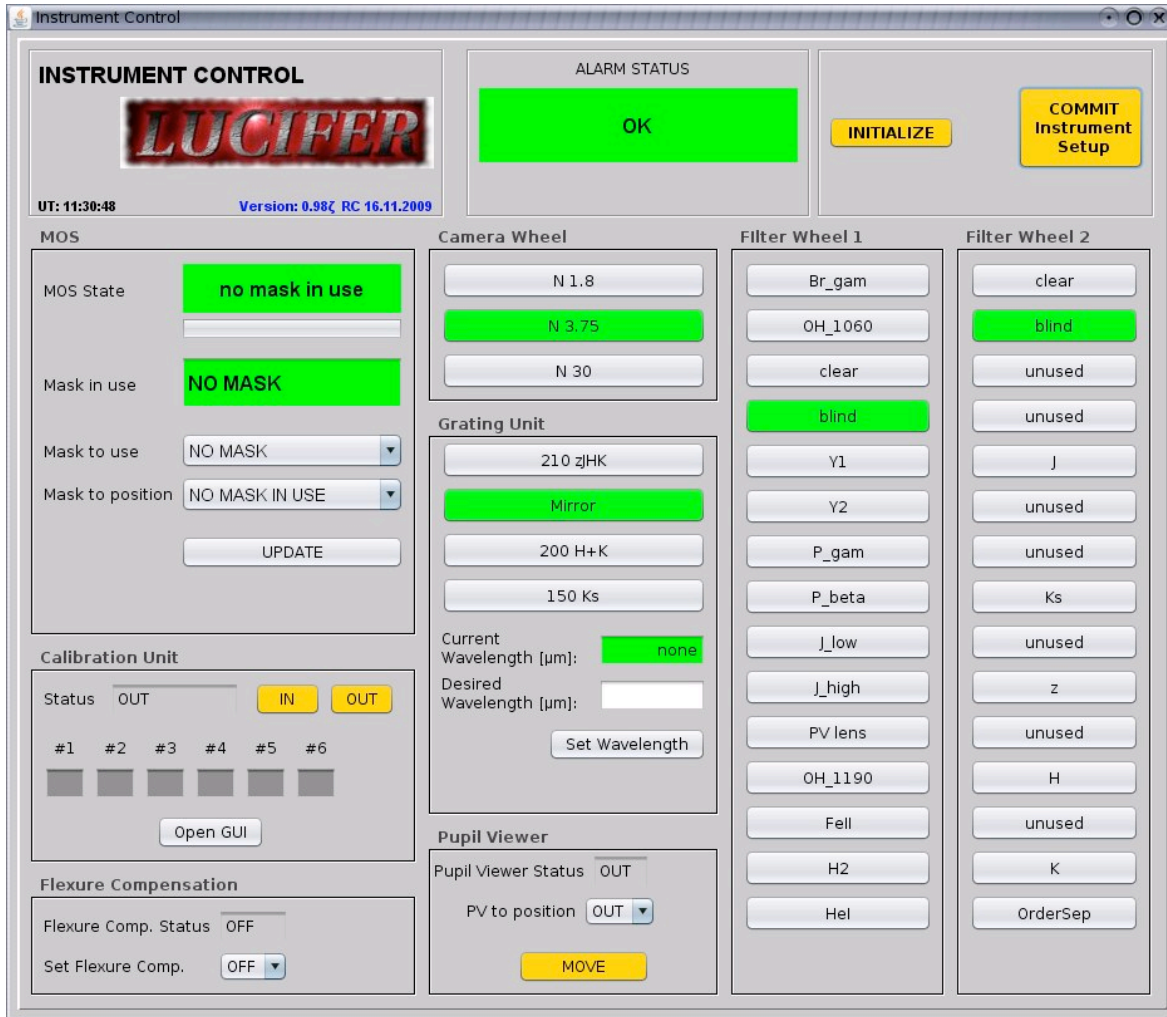 Instrument Control
INSTRUMENT CONTROL
LUCIFER
UT: 11:30:48
Version: 0.98ζ RC 16.11.2009
ALARM STATUS
OK
INITIALIZE
COMMIT
Instrument
Setup
MOS
MOS State
no mask in use
Mask in use
NO MASK
Mask to use
NO MASK
Mask to position
NO MASK IN USE
UPDATE
Calibration Unit
Status OUT IN OUT
#1 #2 #3 #4 #5 #6
Open GUI
Flexure Compensation
Flexure Comp. Status OFF
Set Flexure Comp. OFF
Camera Wheel
N 1.8
N 3.75
N 30
Grating Unit
210 zJHK
Mirror
200 H+K
150 Ks
Current
Wavelength [µm]: none
Desired
Wavelength [µm]:
Set Wavelength
Pupil Viewer
Pupil Viewer Status OUT
PV to position OUT
MOVE
FIlter Wheel 1
Br_gam
OH_1060
clear
blind
Y1
Y2
P_gam
P_beta
J_low
J_high
PV lens
OH_1190
FeII
H2
HeI
Filter Wheel 2
clear
blind
unused
unused
J
unused
unused
Ks
unused
z
unused
H
unused
K
OrderSep